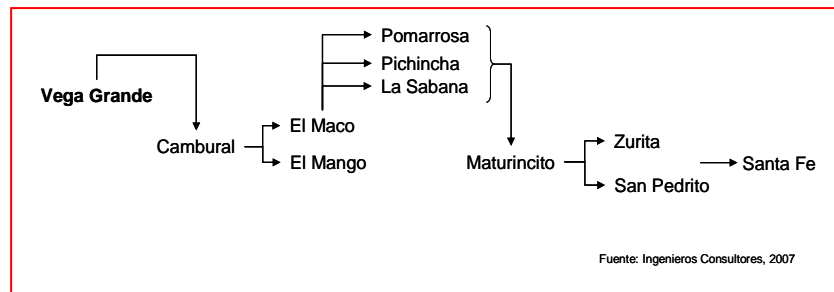 Pomarrosa
Pichincha
La Sabana
Vega Grande
El Maco
Cambural
El Mango
Zurita
Maturincito
Santa Fe
San Pedrito
Fuente: Ingenieros Consultores, 2007